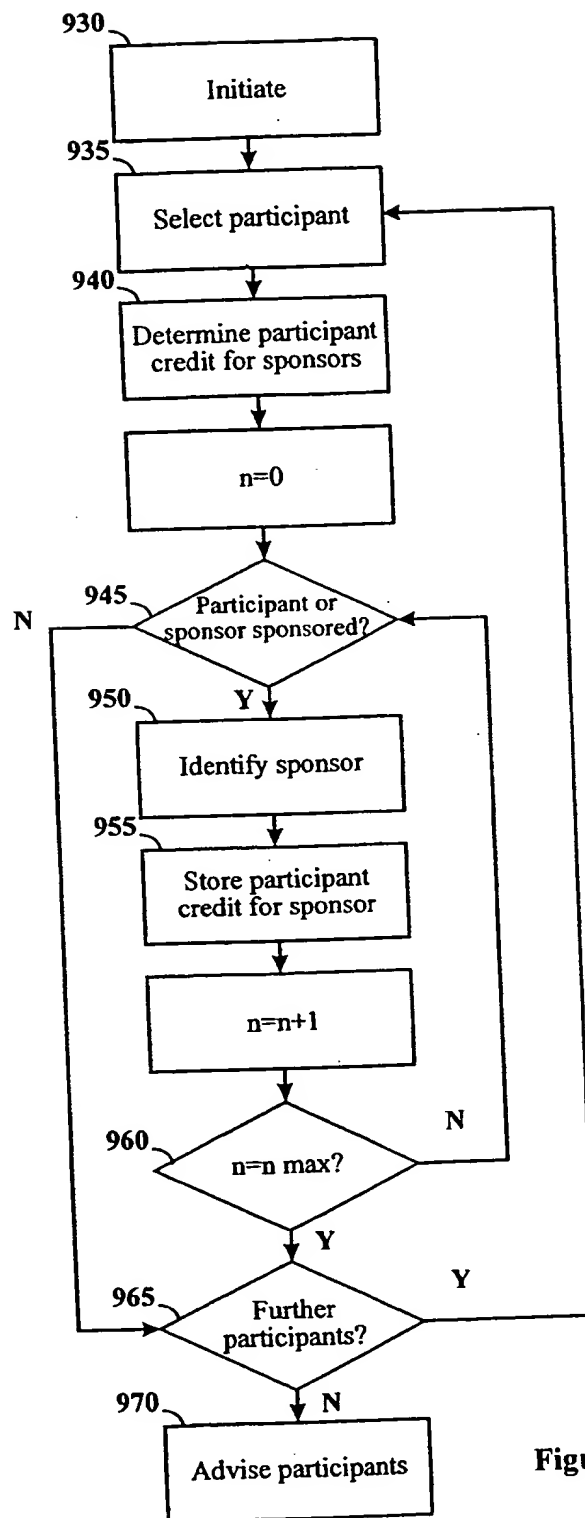 930
Initiate
935
Select participant
940
Determine participant
credit for sponsors
n=0
945
Participant or
sponsor sponsored?
N
Y
950
Identify sponsor
955
Store participant
credit for sponsor
n=n+1
960
n=n max?
N
Y
965
Further
participants?
Y
N
970
Advise participants